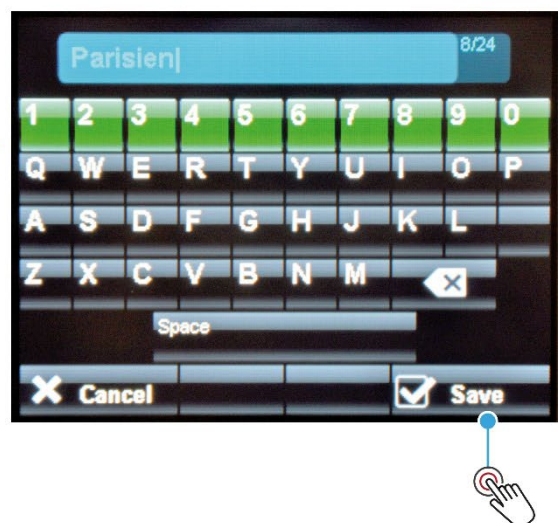 Parisien
8/24
1 2 3 4 5 6 7 8 9 0
Q W E R T Y U I O P
A S D F G H J K L
Z X C V B N M
Space
Cancel Save